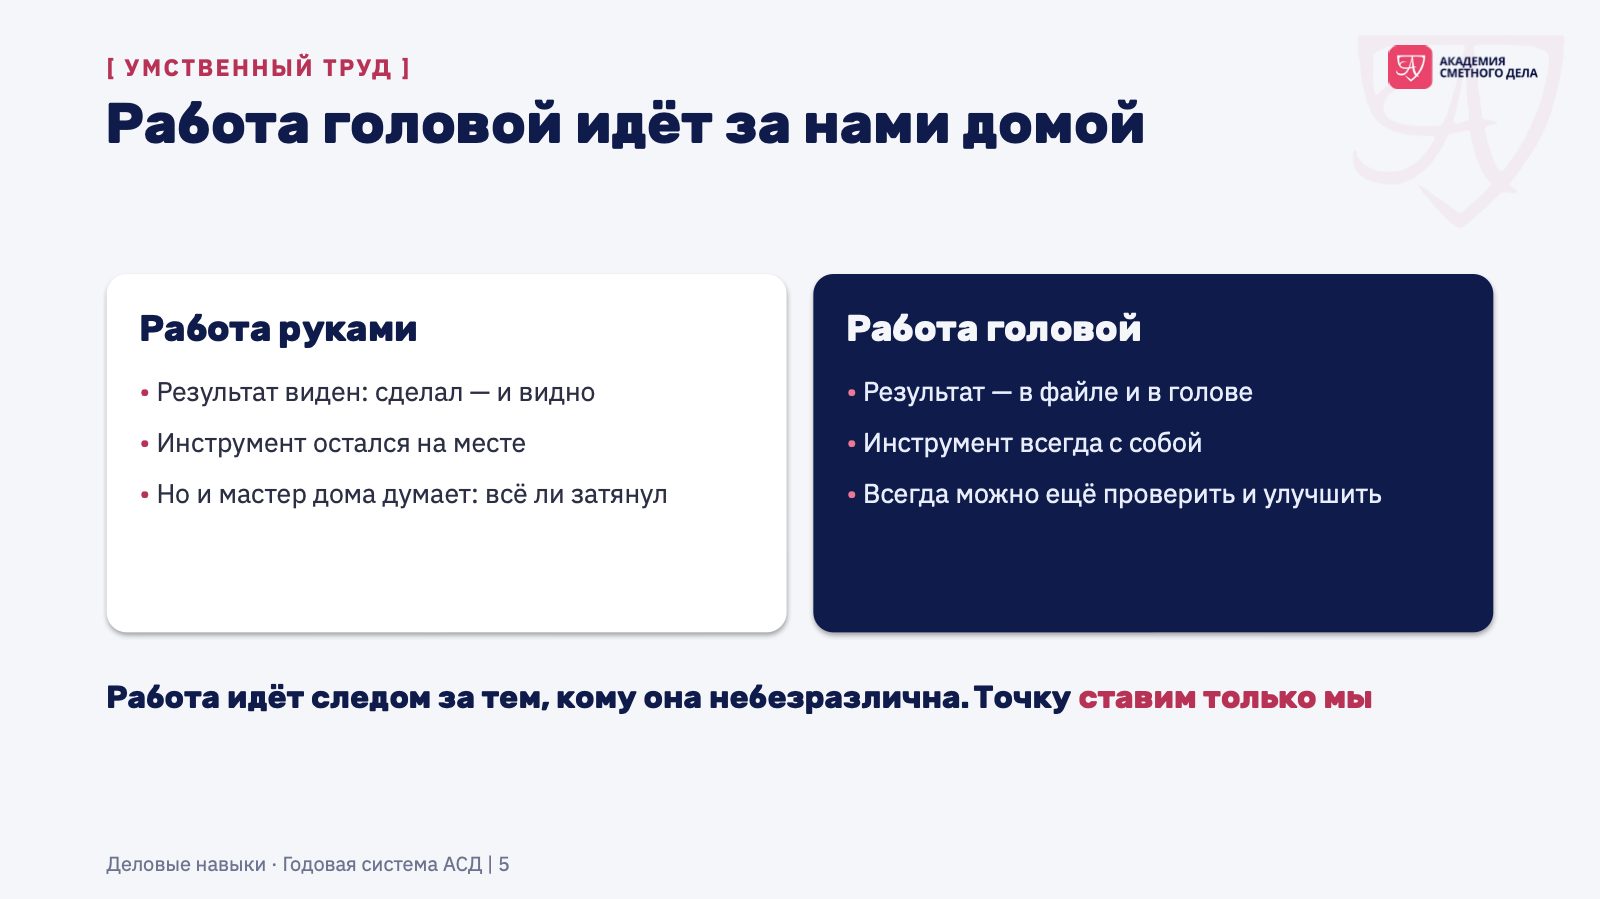 [ УМСТВЕННЫЙ ТРУД ]
Работа головой идёт за нами домой
АКАДЕМИЯ
СМЕТНОГО ДЕЛА
Работа руками
• Результат виден: сделал — и видно
• Инструмент остался на месте
• Но и мастер дома думает: всё ли затянул
Работа головой
• Результат — в файле и в голове
• Инструмент всегда с собой
• Всегда можно ещё проверить и улучшить
Работа идёт следом за тем, кому она небезразлична. Точку ставим только мы
Деловые навыки · Годовая система АСД | 5